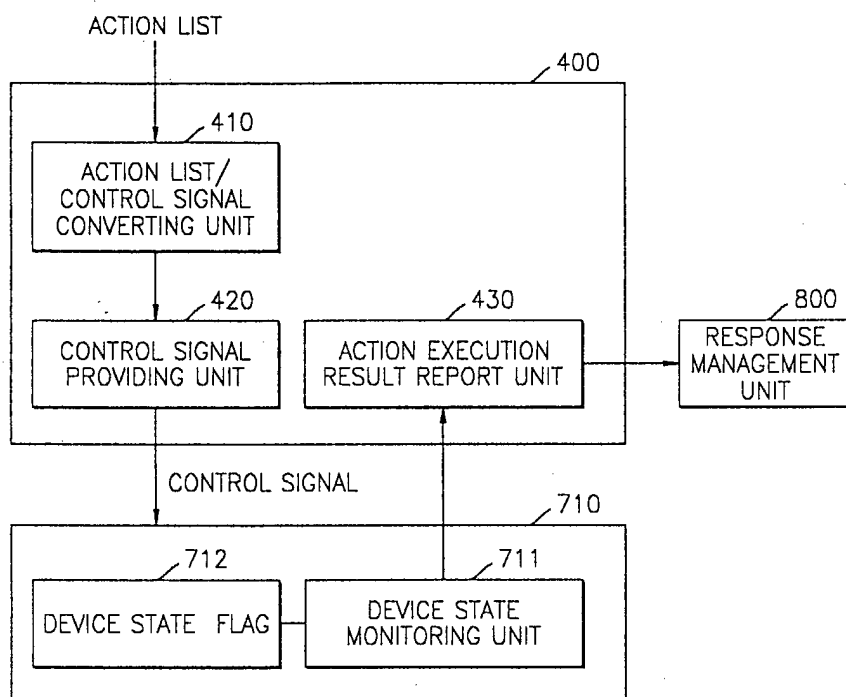 ACTION LIST
400
410
ACTION LIST/
CONTROL SIGNAL
CONVERTING UNIT
420
CONTROL SIGNAL
PROVIDING UNIT
430
ACTION EXECUTION
RESULT REPORT UNIT
800
RESPONSE
MANAGEMENT
UNIT
CONTROL SIGNAL
710
712
DEVICE STATE FLAG
711
DEVICE STATE
MONITORING UNIT